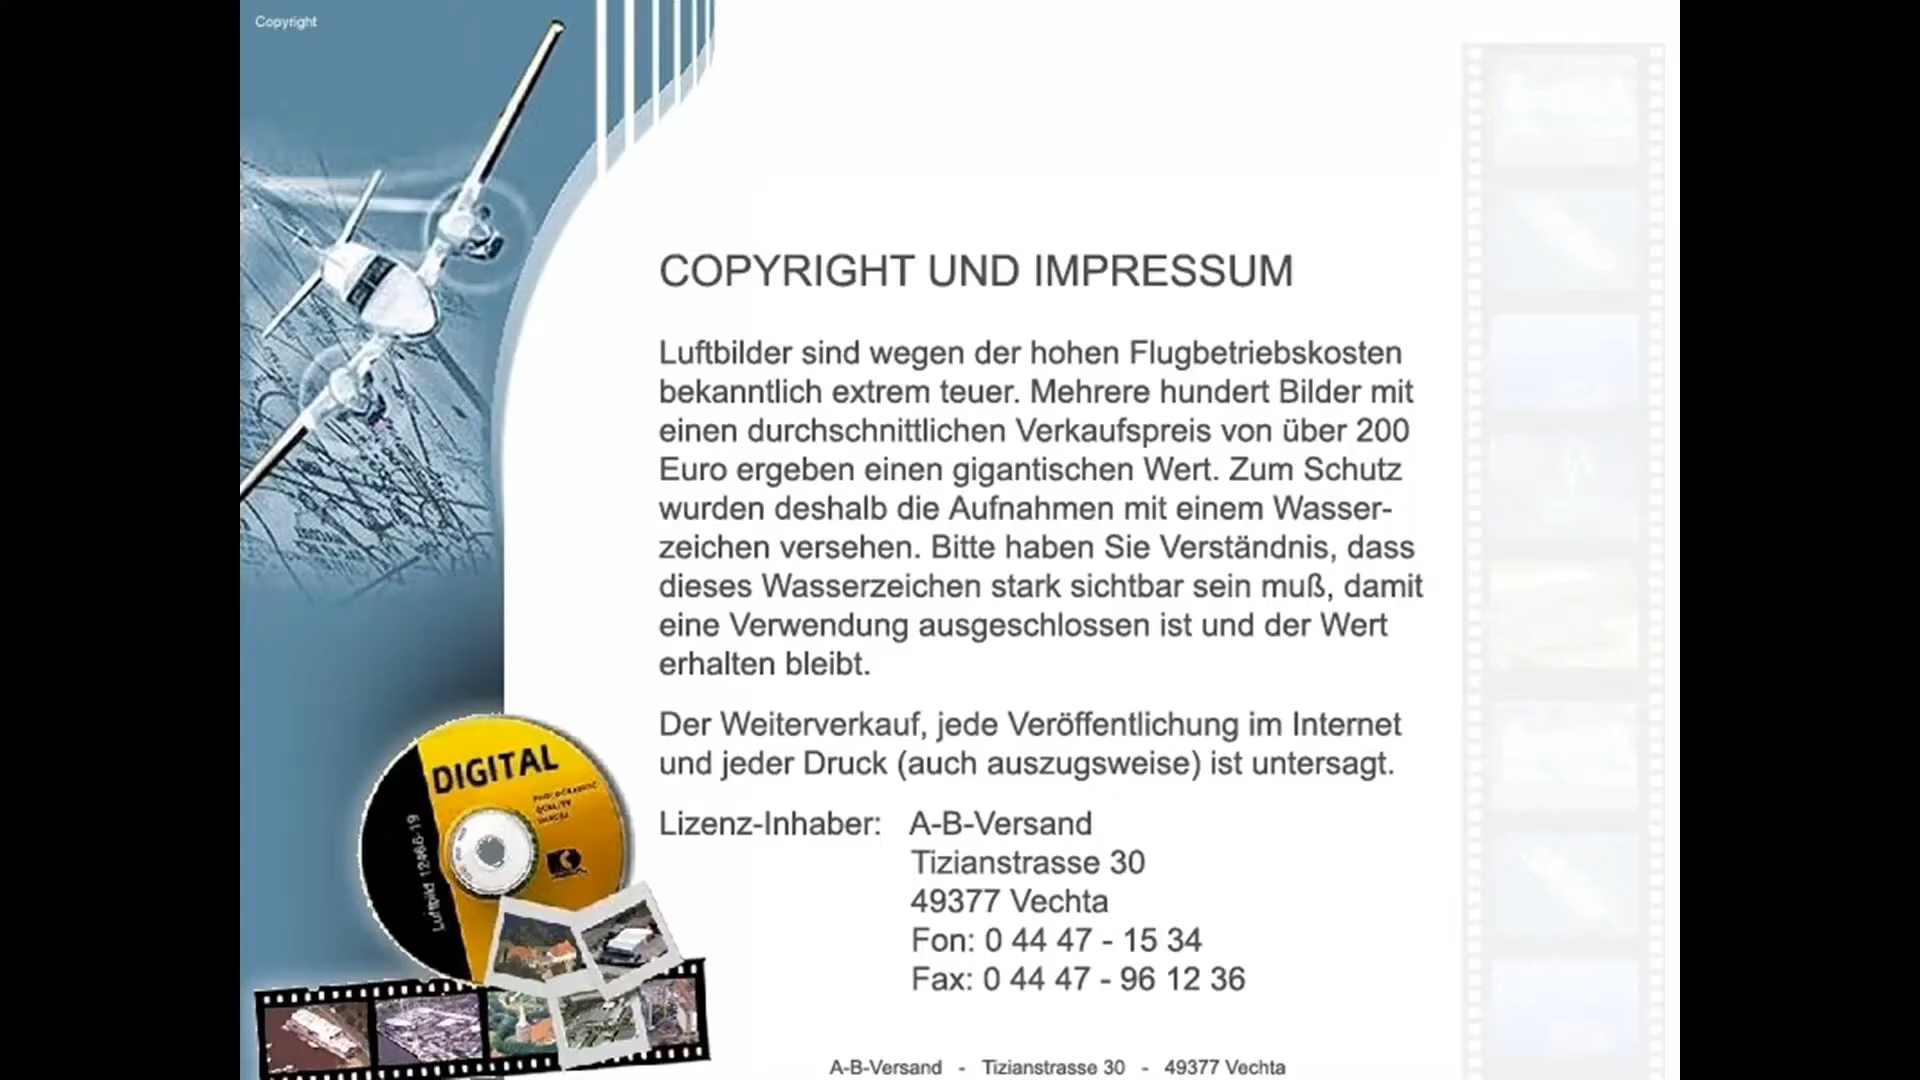 Copyright
COPYRIGHT UND IMPRESSUM
Luftbilder sind wegen der hohen Flugbetriebskosten
bekanntlich extrem teuer. Mehrere hundert Bilder mit
einen durchschnittlichen Verkaufspreis von über 200
Euro ergeben einen gigantischen Wert. Zum Schutz
wurden deshalb die Aufnahmen mit einem Wasser-
zeichen versehen. Bitte haben Sie Verständnis, dass
dieses Wasserzeichen stark sichtbar sein muß, damit
eine Verwendung ausgeschlossen ist und der Wert
erhalten bleibt.
Der Weiterverkauf, jede Veröffentlichung im Internet
und jeder Druck (auch auszugsweise) ist untersagt.
Lizenz-Inhaber: A-B-Versand
Tizianstrasse 30
49377 Vechta
Fon: 0 44 47 - 15 34
Fax: 0 44 47 - 96 12 36
DIGITAL
Luftbild
A-B-Versand - Tizianstrasse 30 - 49377 Vechta